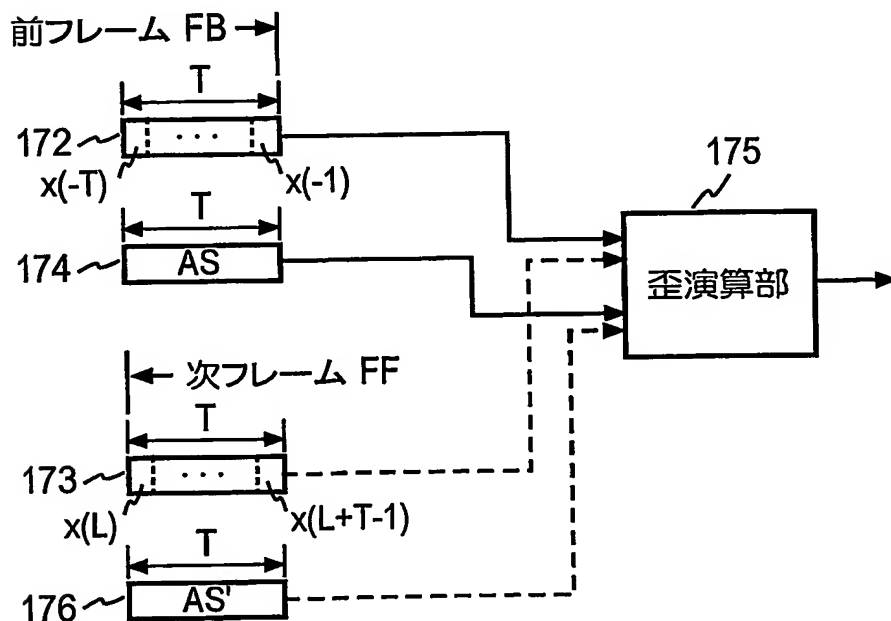 前フレーム FB
T
172
···
x(-T)
x(-1)
175
T
174
AS
歪演算部
次フレーム FF
T
173
···
x(L)
x(L+T-1)
T
176
AS'